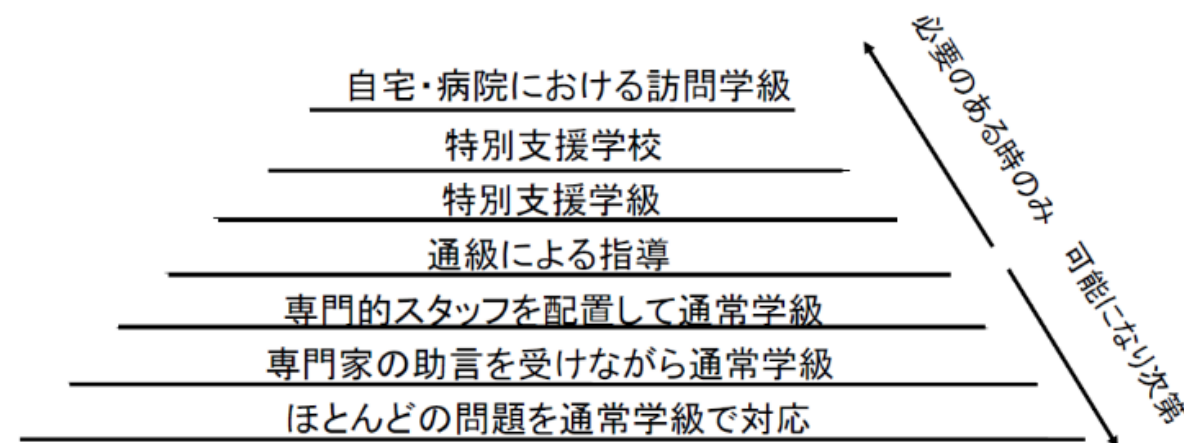 自宅・病院における訪問学級
特別支援学校
特別支援学級
通級による指導
専門的スタッフを配置して通常学級
専門家の助言を受けながら通常学級
ほとんどの問題を通常学級で対応
必要のある時のみ
可能になり次第